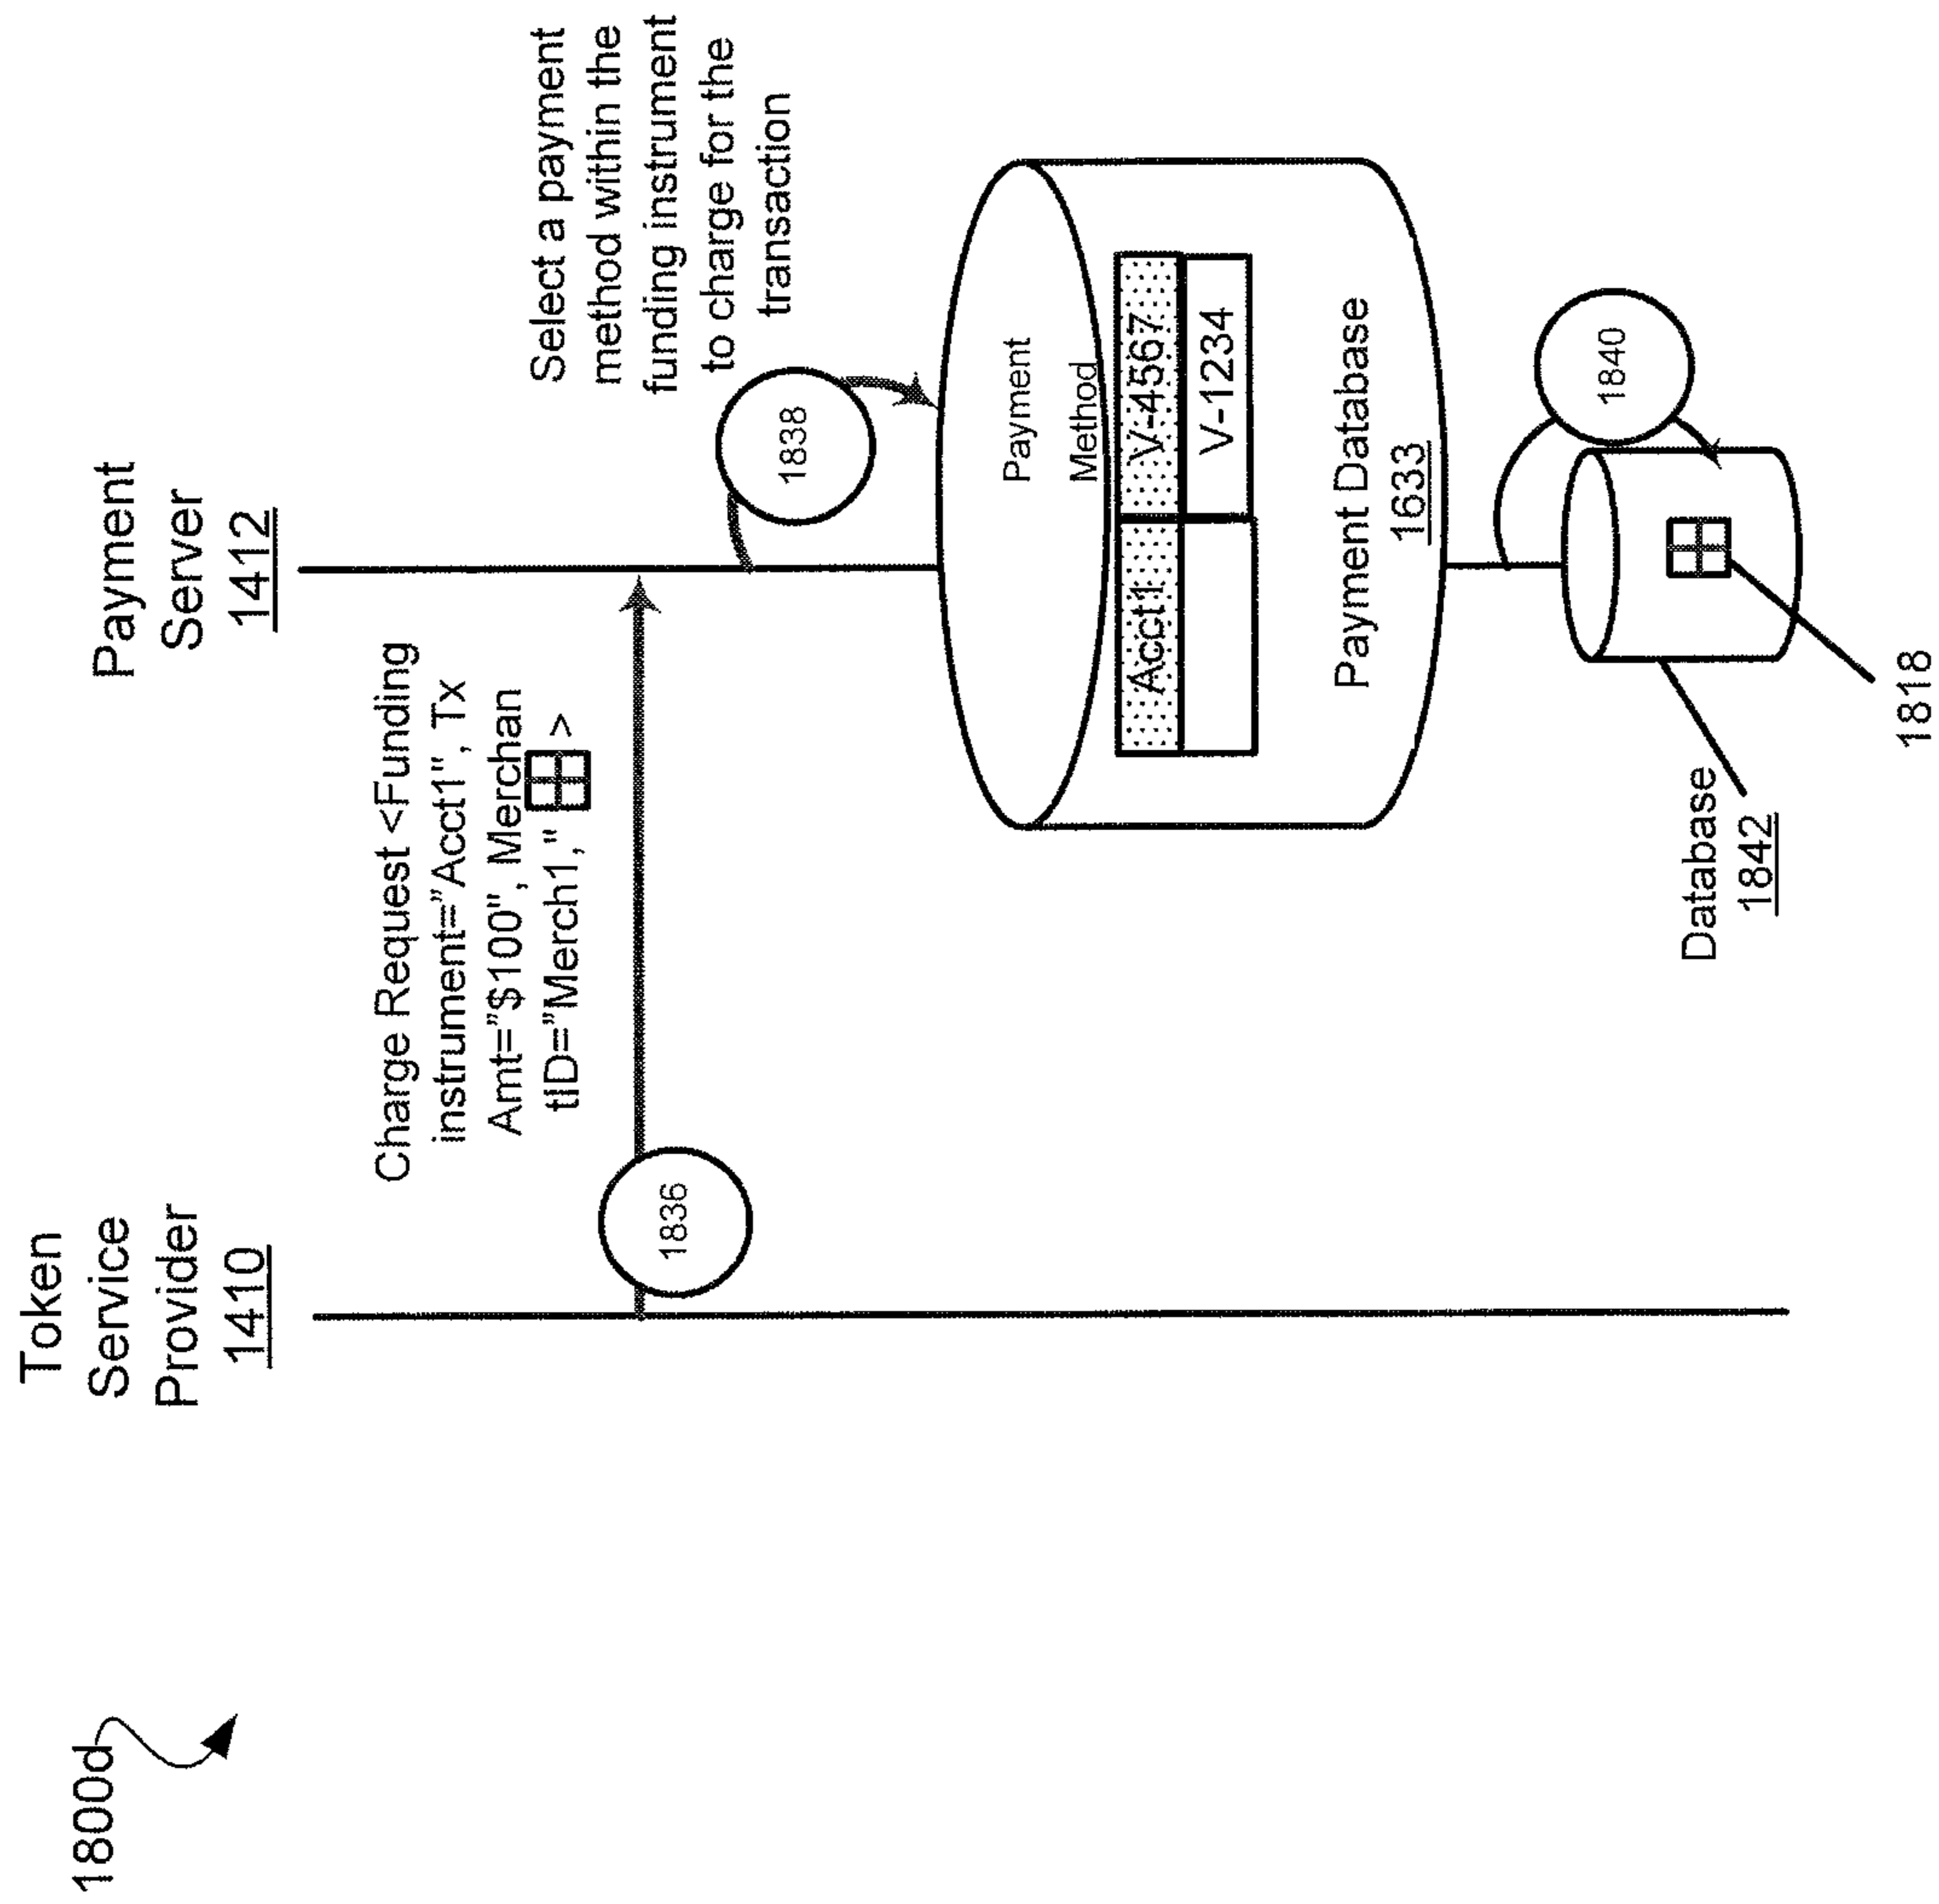 1800d
Token
Service
Provider
1410
Payment
Server
1412
Charge Request <Funding
instrument="Acct1", Tx
Amt="$100", Merchan
tID="Merch1," >
1836
Select a payment
method within the
funding instrument
to charge for the
transaction
1838
Payment
Method
Acct1 V-4567
V-1234
Payment Database
1633
1840
Database
1842
1818